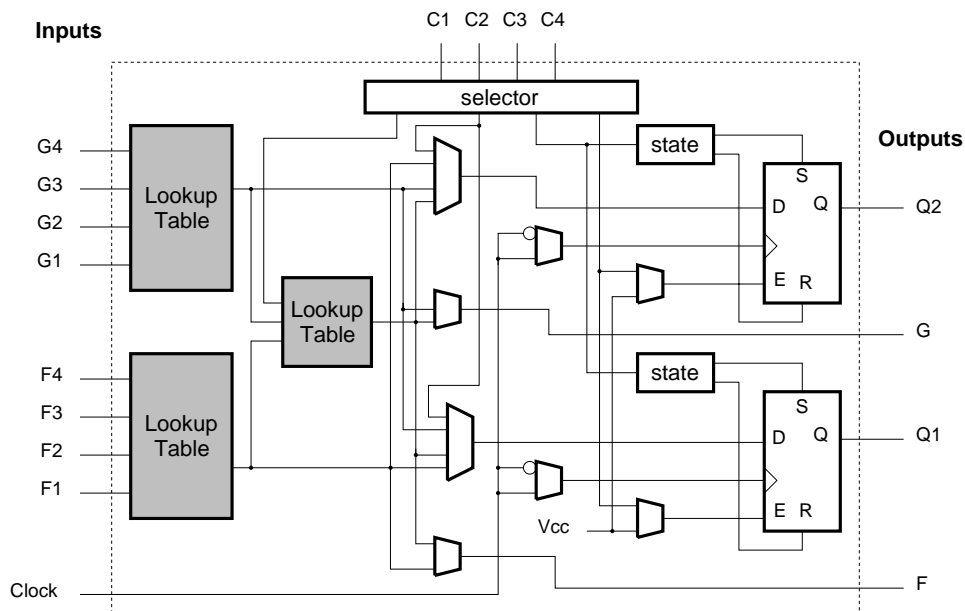 C1 C2 C3 C4
Inputs
selector
Outputs
G4
G3
G2
G1
Lookup
Table
state
S
D
Q
Q2
E
R
Lookup
Table
G
F4
F3
F2
F1
Lookup
Table
state
S
D
Q
Q1
E
R
Vcc
Clock
F